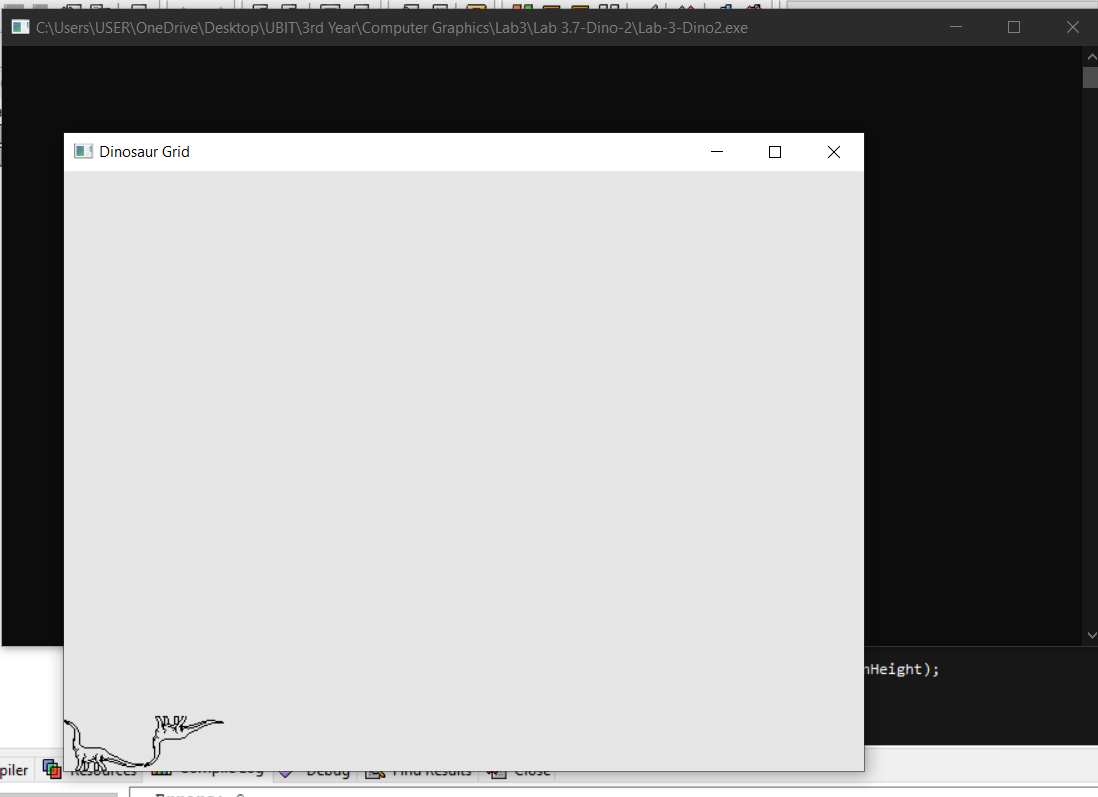 C:\Users\USER\OneDrive\Desktop\UBIT\3rd Year\Computer Graphics\Lab3\Lab 3.7-Dino-2\Lab-3-Dino2.exe
Dinosaur Grid
nHeight);
piler Resources Compile Log Debug Find Results Close